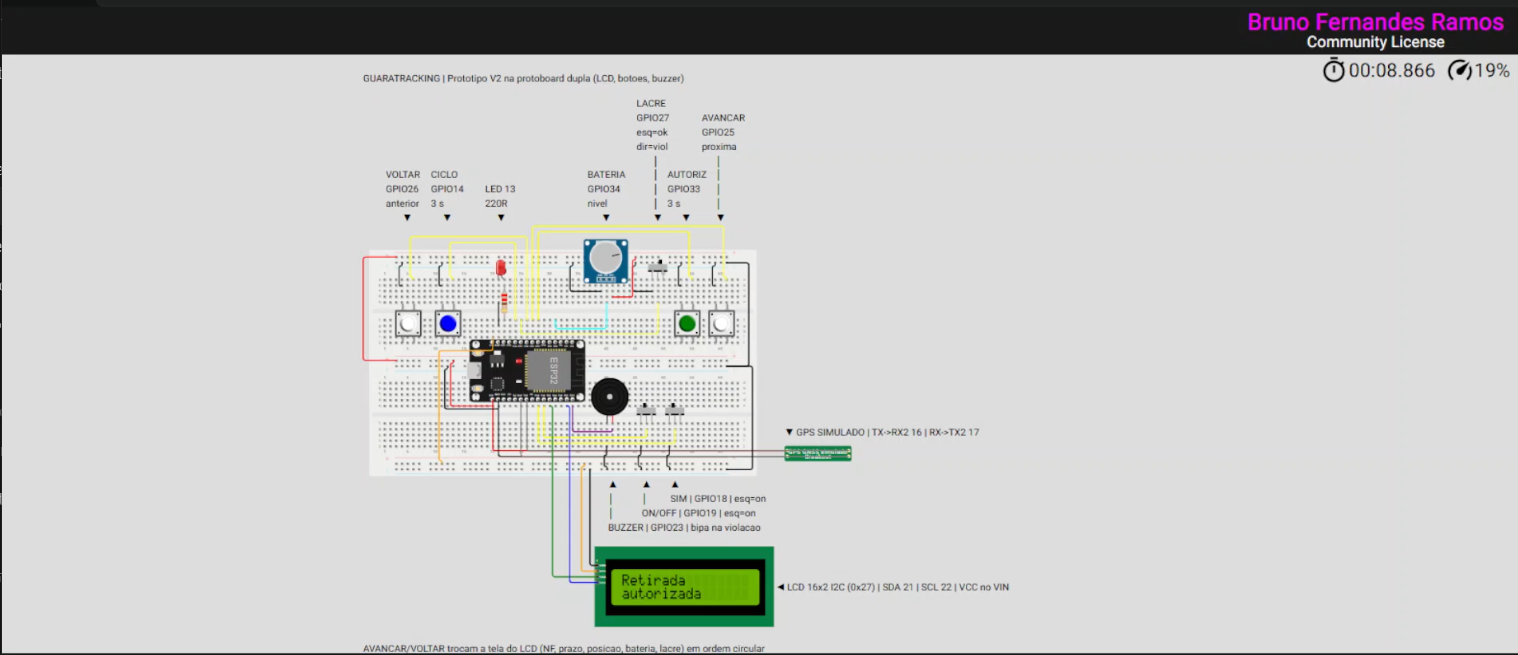 Bruno Fernandes Ramos
Community License
00:08.866 19%
GUARATRACKING | Prototipo V2 na protoboard dupla (LCD, botoes, buzzer)
LACRE
GPIO27
esq=ok
dir=viol
AVANCAR
GPIO25
proxima
VOLTAR
GPIO26
anterior
CICLO
GPIO14
3 s
LED 13
220R
BATERIA
GPIO34
nivel
AUTORIZ
GPIO33
3 s
ESP32
▼ GPS SIMULADO | TX->RX2 16 | RX->TX2 17
SIM | GPIO18 | esq=on
ON/OFF | GPIO19 | esq=on
BUZZER | GPIO23 | bipa na violacao
Retirada
autorizada
◄ LCD 16x2 I2C (0x27) | SDA 21 | SCL 22 | VCC no VIN
AVANCAR/VOLTAR trocam a tela do LCD (NF, prazo, posicao, bateria, lacre) em ordem circular